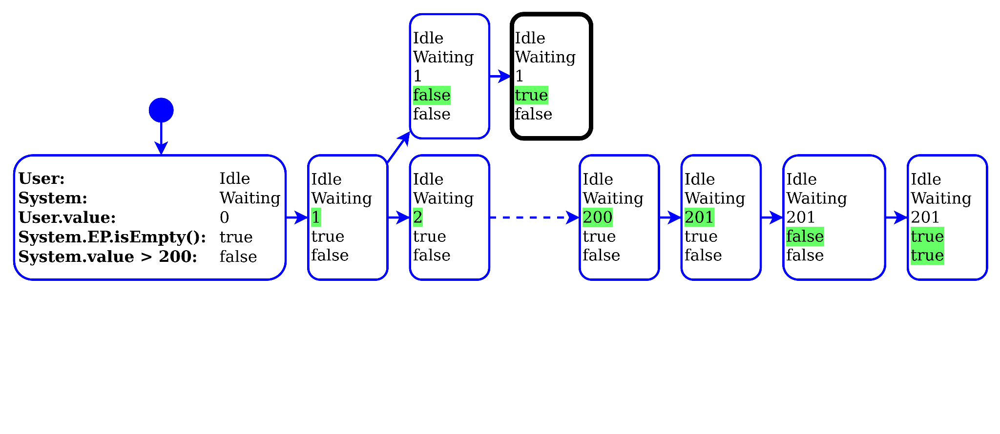 Idle
Waiting
1
false
false
Idle
Waiting
1
true
false
User: Idle
System: Waiting
User.value: 0
System.EP.isEmpty(): true
System.value > 200: false
Idle
Waiting
1
true
false
Idle
Waiting
2
true
false
Idle
Waiting
200
true
false
Idle
Waiting
201
true
false
Idle
Waiting
201
false
false
Idle
Waiting
201
true
true